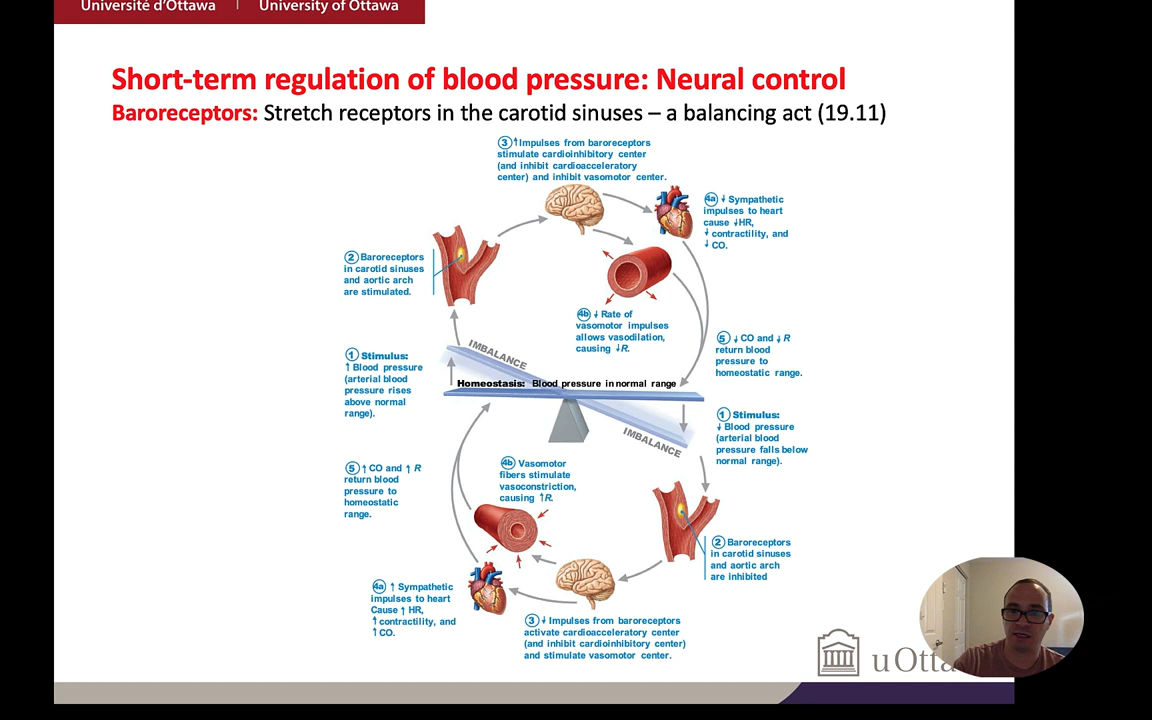 Université d'Ottawa | University of Ottawa
Short-term regulation of blood pressure: Neural control
Baroreceptors: Stretch receptors in the carotid sinuses – a balancing act (19.11)
3 ↑ Impulses from baroreceptors
stimulate cardioinhibitory center
(and inhibit cardioacceleratory
center) and inhibit vasomotor center.
4a ↓ Sympathetic
impulses to heart
cause ↓ HR,
↓ contractility, and
↓ CO.
2 Baroreceptors
in carotid sinuses
and aortic arch
are stimulated.
4b ↓ Rate of
vasomotor impulses
allows vasodilation,
causing ↓ R.
5 ↓ CO and ↓ R
return blood
pressure to
homeostatic range.
1 Stimulus:
↑ Blood pressure
(arterial blood
pressure rises
above normal
range).
IMBALANCE
Homeostasis: Blood pressure in normal range
IMBALANCE
1 Stimulus:
↓ Blood pressure
(arterial blood
pressure falls below
normal range).
5 ↑ CO and ↑ R
return blood
pressure to
homeostatic
range.
4b Vasomotor
fibers stimulate
vasoconstriction,
causing ↑ R.
2 Baroreceptors
in carotid sinuses
and aortic arch
are inhibited
4a ↑ Sympathetic
impulses to heart
Cause ↑ HR,
↑ contractility, and
↑ CO.
3 ↓ Impulses from baroreceptors
activate cardioacceleratory center
(and inhibit cardioinhibitory center)
and stimulate vasomotor center.